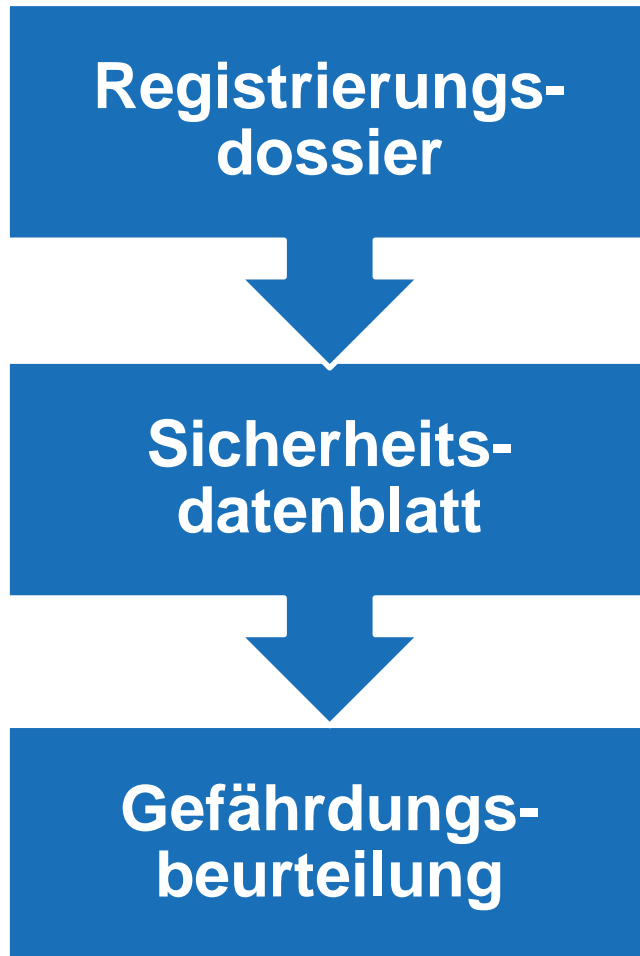 Registrierungs-
dossier
Sicherheits-
datenblatt
Gefährdungs-
beurteilung